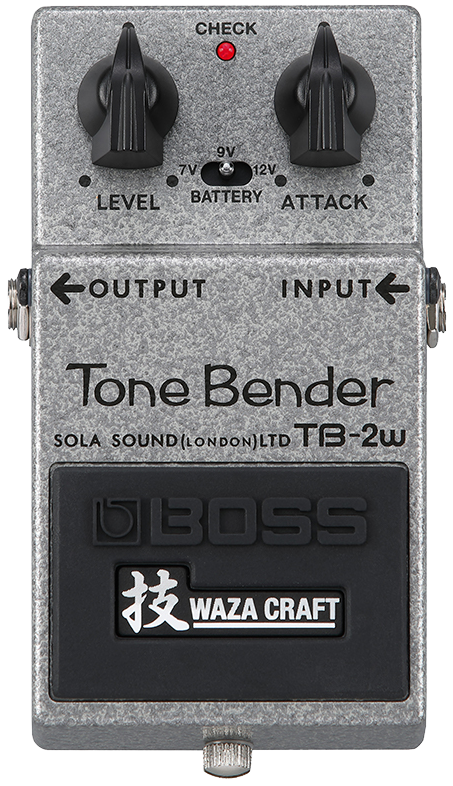 CHECK
9V
7V 12V
LEVEL BATTERY ATTACK
OUTPUT INPUT
Tone Bender
SOLA SOUND (LONDON) LTD TB-2w
BOSS
技 WAZA CRAFT